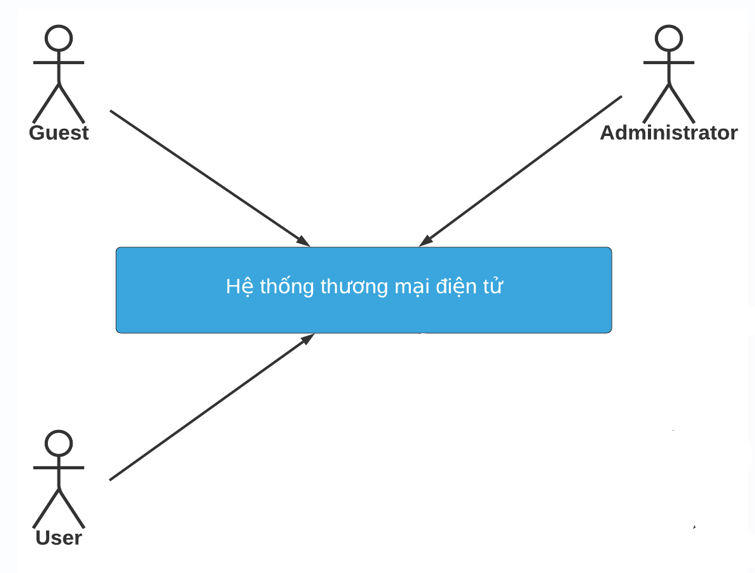 Guest
Administrator
Hệ thống thương mại điện tử
User